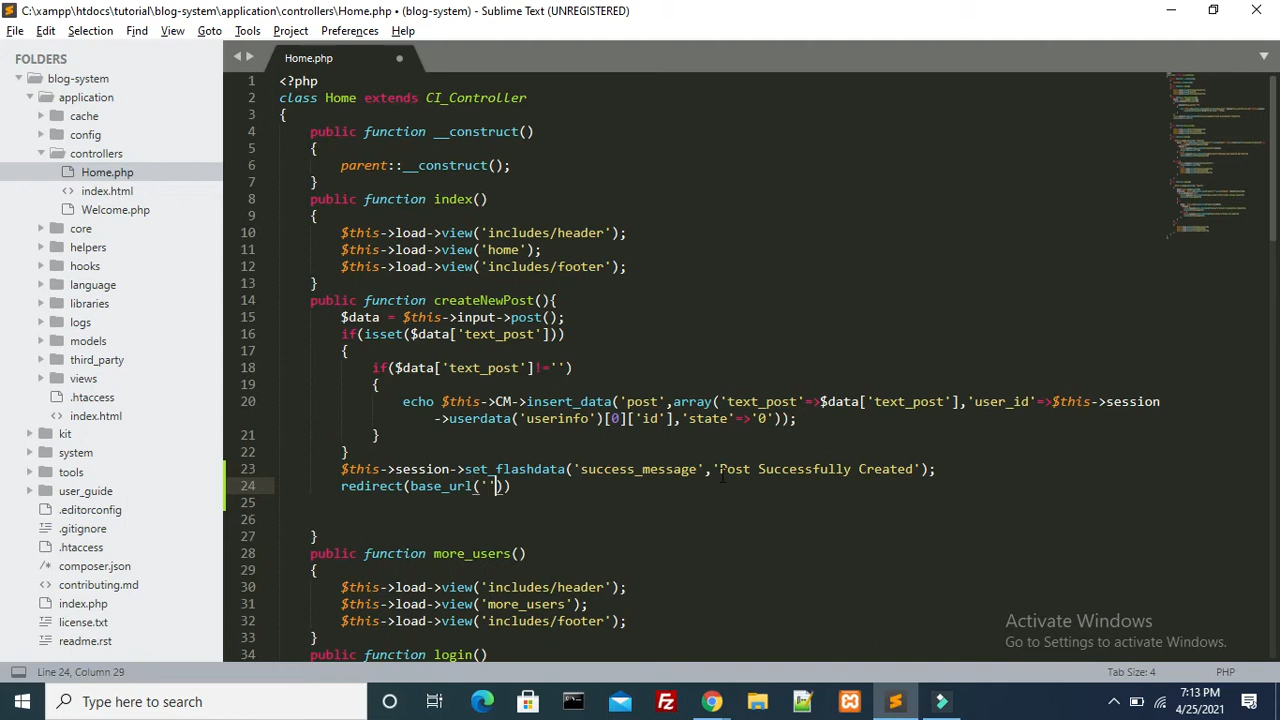 C:\xampp\htdocs\tutorial\blog-system\application\controllers\Home.php • (blog-system) - Sublime Text (UNREGISTERED)
File Edit Selection Find View Goto Tools Project Preferences Help
FOLDERS
blog-system
application
cache
config
controllers
Home.php
index.html
Welcome.php
core
helpers
hooks
language
libraries
logs
models
third_party
views
.htaccess
index.html
kit
system
tools
user_guide
.editorconfig
.gitignore
.htaccess
composer.json
contributing.md
index.php
license.txt
readme.rst
Home.php
1 <?php
2 class Home extends CI_Controller
3 {
4 public function __construct()
5 {
6 parent::__construct();
7 }
8 public function index()
9 {
10 $this->load->view('includes/header');
11 $this->load->view('home');
12 $this->load->view('includes/footer');
13 }
14 public function createNewPost(){
15 $data = $this->input->post();
16 if(isset($data['text_post']))
17 {
18 if($data['text_post']!='')
19 {
20 echo $this->CM->insert_data('post',array('text_post'=>$data['text_post'],'user_id'=>$this->session
->userdata('userinfo')[0]['id'],'state'=>'0'));
21 }
22 }
23 $this->session->set_flashdata('success_message','Post Successfully Created');
24 redirect(base_url(''))
25
26
27 }
28 public function more_users()
29 {
30 $this->load->view('includes/header');
31 $this->load->view('more_users');
32 $this->load->view('includes/footer');
33 }
34 public function login()
Activate Windows
Go to Settings to activate Windows.
Line 24, Column 29
Tab Size: 4
PHP
Type here to search
7:13 PM
4/25/2021